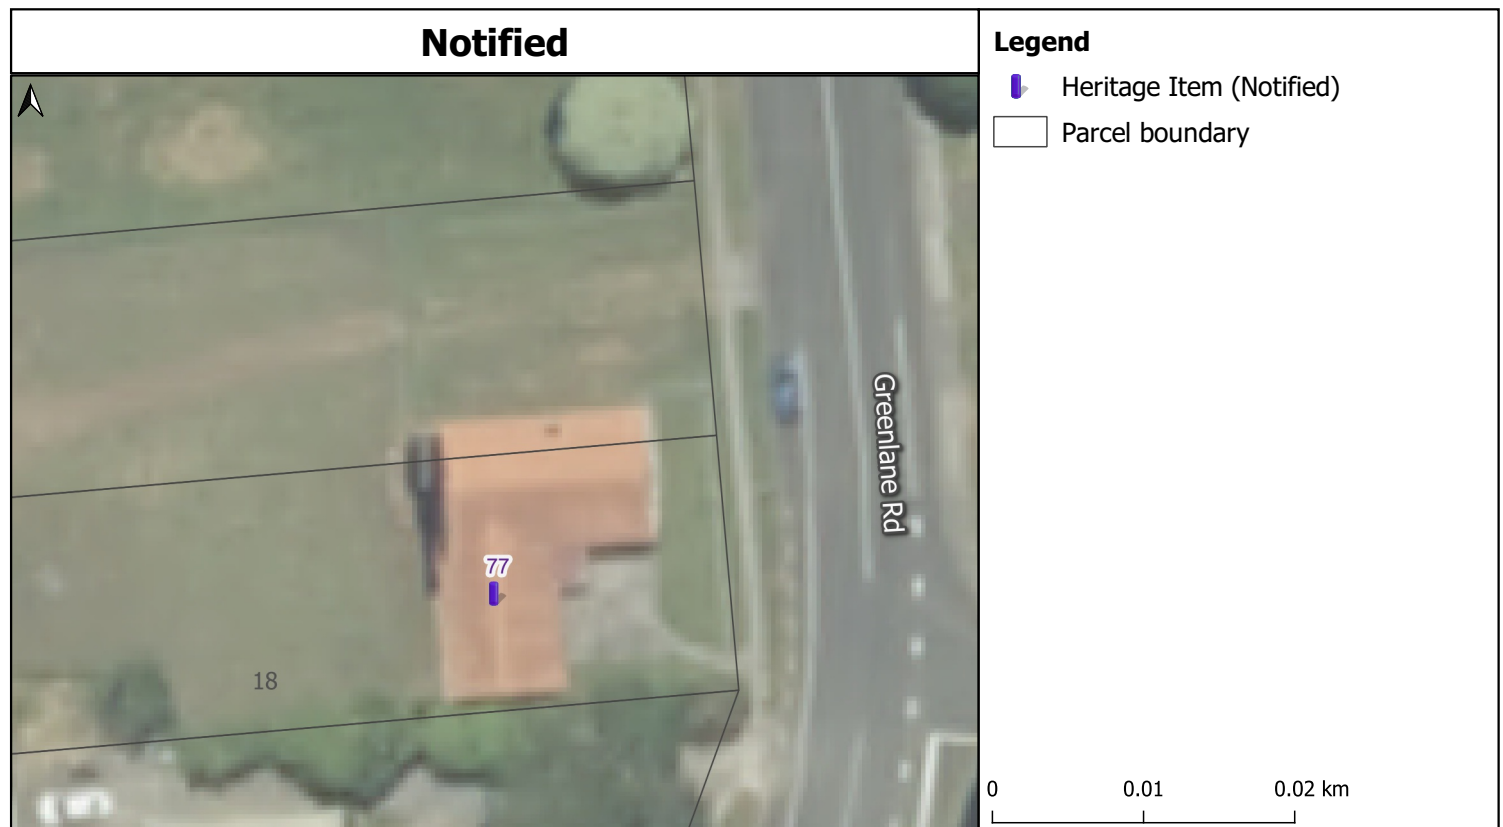 Notified
Legend
Heritage Item (Notified)
Parcel boundary
Greenlane Rd
77
18
0 0.01 0.02 km